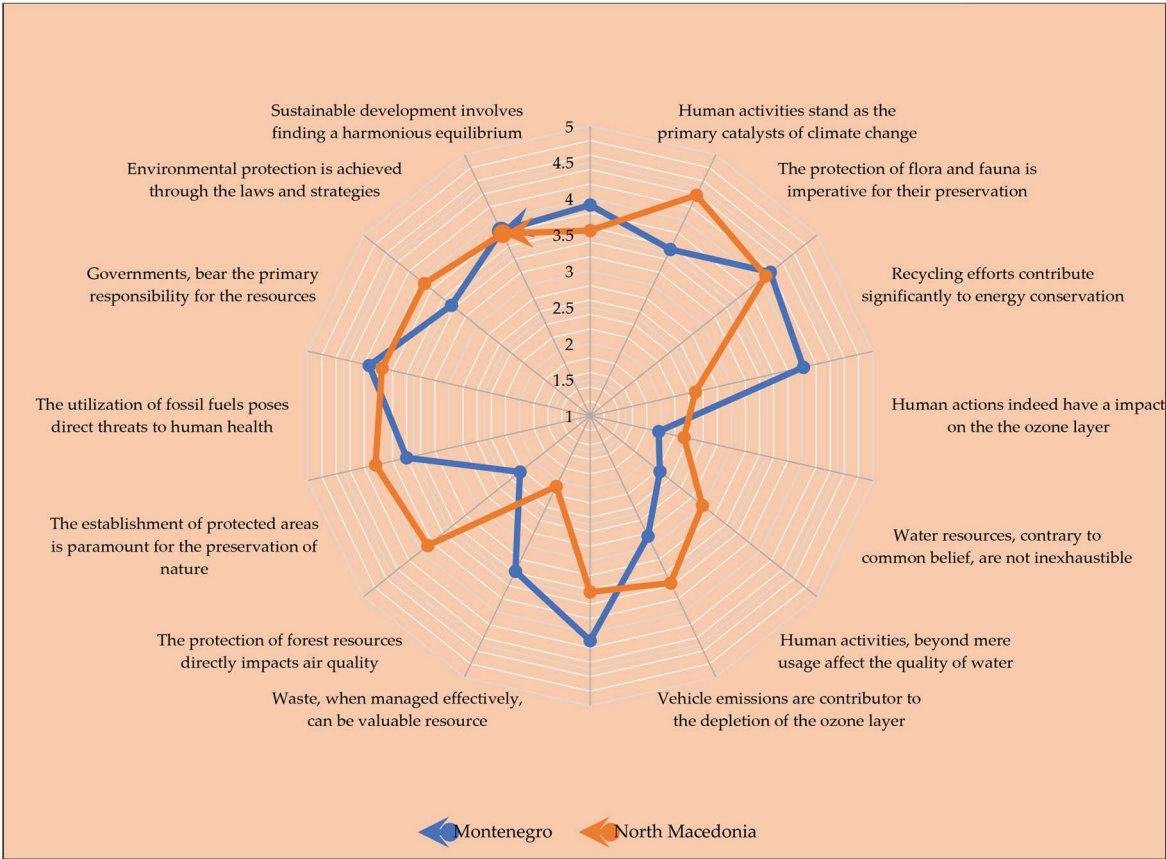 Sustainable development involves
finding a harmonious equilibrium
Human activities stand as the
primary catalysts of climate change
Environmental protection is achieved
through the laws and strategies
The protection of flora and fauna is
imperative for their preservation
Governments, bear the primary
responsibility for the resources
Recycling efforts contribute
significantly to energy conservation
The utilization of fossil fuels poses
direct threats to human health
Human actions indeed have a impact
on the the ozone layer
The establishment of protected areas
is paramount for the preservation of
nature
Water resources, contrary to
common belief, are not inexhaustible
The protection of forest resources
directly impacts air quality
Human activities, beyond mere
usage affect the quality of water
Waste, when managed effectively,
can be valuable resource
Vehicle emissions are contributor to
the depletion of the ozone layer
5
4.5
4
3.5
3
2.5
2
1.5
1
Montenegro
North Macedonia